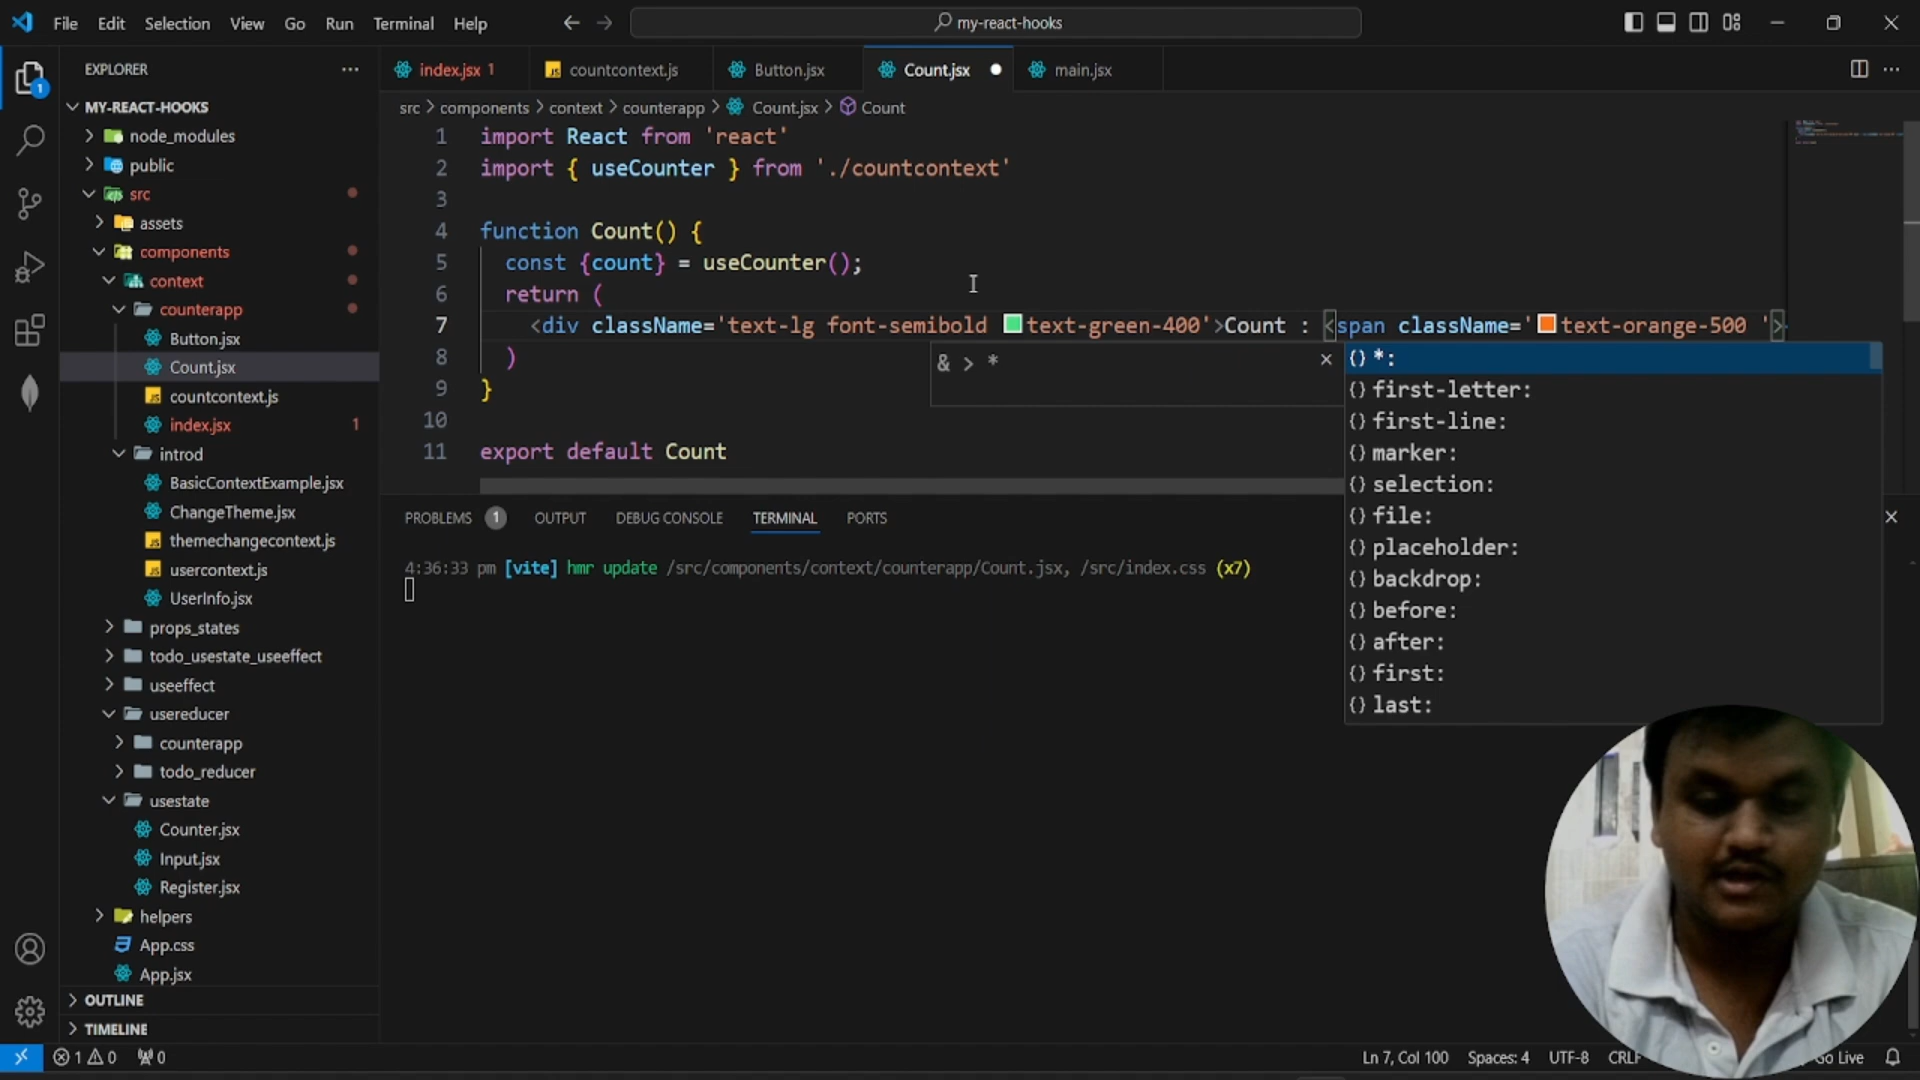 File Edit Selection View Go Run Terminal Help
my-react-hooks
EXPLORER
index.jsx 1
countcontext.js
Button.jsx
Count.jsx
main.jsx
src > components > context > counterapp > Count.jsx > Count
1
MY-REACT-HOOKS
node_modules
public
src
assets
components
context
counterapp
Button.jsx
Count.jsx
countcontext.js
index.jsx 1
introd
BasicContextExample.jsx
ChangeTheme.jsx
themechangecontext.js
usercontext.js
UserInfo.jsx
props_states
todo_usestate_useeffect
useeffect
usereducer
counterapp
todo_reducer
usestate
Counter.jsx
Input.jsx
Register.jsx
helpers
App.css
App.jsx
OUTLINE
TIMELINE
1 import React from 'react'
2 import { useCounter } from './countcontext'
3
4 function Count() {
5 const {count} = useCounter();
6 return (
7 <div className='text-lg font-semibold text-green-400'>Count : <span className='text-orange-500 '>
8 )
9 }
10
11 export default Count
& > *
{} *:
{} first-letter:
{} first-line:
{} marker:
{} selection:
{} file:
{} placeholder:
{} backdrop:
{} before:
{} after:
{} first:
{} last:
PROBLEMS 1 OUTPUT DEBUG CONSOLE TERMINAL PORTS
4:36:33 pm [vite] hmr update /src/components/context/counterapp/Count.jsx, /src/index.css (x7)
1 0 0
Ln 7, Col 100 Spaces: 4 UTF-8 CRLF Go Live